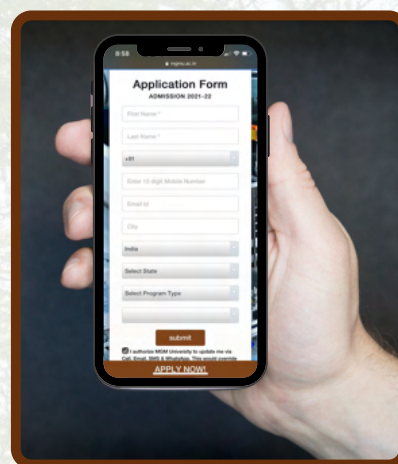 8:58
mgmu.ac.in
Application Form
ADMISSION 2021-22
First Name *
Last Name *
+91
Enter 10 digit Mobile Number
Email Id
City
India
Select State
Select Program Type
submit
I authorize MGM University to update me via
Call, Email, SMS & WhatsApp. This would override
APPLY NOW!